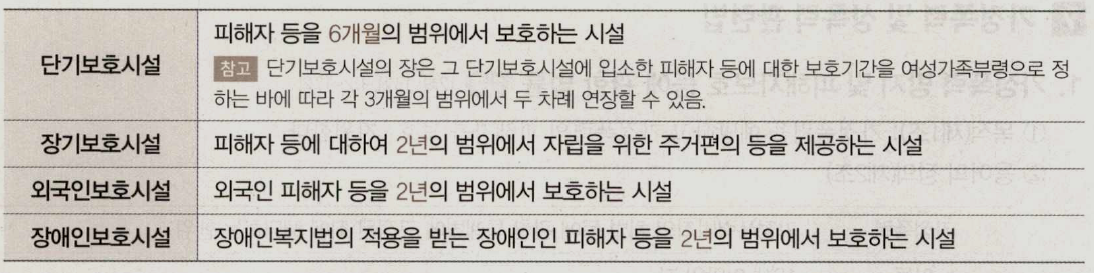 단기보호시설
피해자 등을 6개월의 범위에서 보호하는 시설
참고 단기보호시설의 장은 그 단기보호시설에 입소한 피해자 등에 대한 보호기간을 여성가족부령으로 정
하는 바에 따라 각 3개월의 범위에서 두 차례 연장할 수 있음.
장기보호시설 피해자 등에 대하여 2년의 범위에서 자립을 위한 주거편의 등을 제공하는 시설
외국인보호시설 외국인 피해자 등을 2년의 범위에서 보호하는 시설
장애인보호시설 장애인복지법의 적용을 받는 장애인인 피해자 등을 2년의 범위에서 보호하는 시설